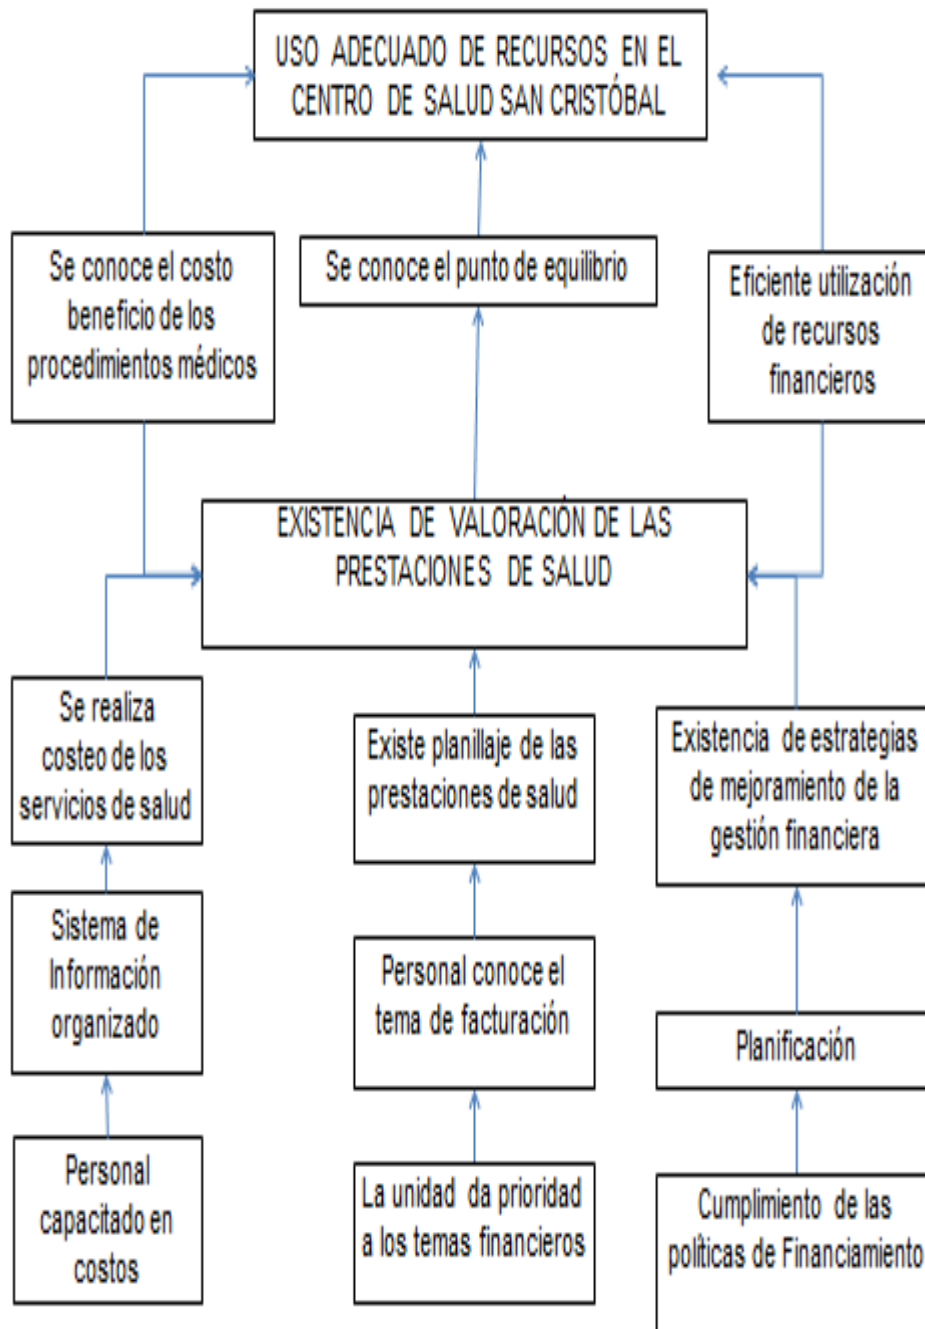 USO ADECUADO DE RECURSOS EN EL
CENTRO DE SALUD SAN CRISTÓBAL
Se conoce el costo
beneficio de los
procedimientos médicos
Se conoce el punto de equilibrio
Eficiente utilización
de recursos
financieros
EXISTENCIA DE VALORACIÓN DE LAS
PRESTACIONES DE SALUD
Se realiza
costeo de los
servicios de salud
Existe planillaje de las
prestaciones de salud
Existencia de estrategias
de mejoramiento de la
gestión financiera
Sistema de
Información
organizado
Personal conoce el
tema de facturación
Planificación
Personal
capacitado en
costos
La unidad da prioridad
a los temas financieros
Cumplimiento de las
políticas de Financiamiento